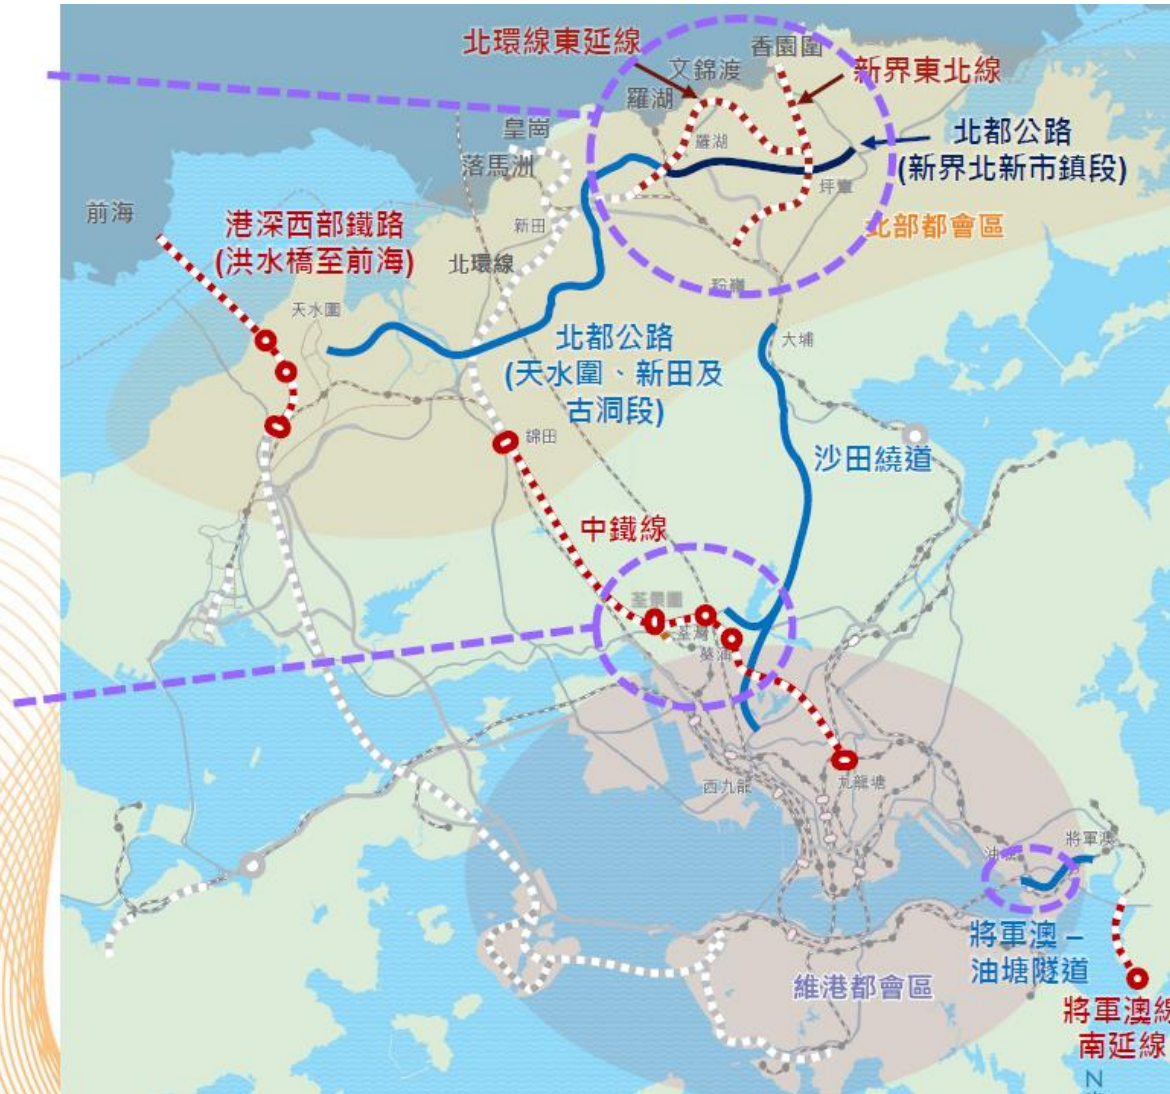 北環線東延線
香園圍
文錦渡
新界東北線
羅湖
皇崗
羅湖
北都公路
(新界北新市鎮段)
落馬洲
坪輋
前海
港深西部鐵路
(洪水橋至前海)
新田
北部都會區
北環線
粉嶺
天水圍
北都公路
(天水圍、新田及
古洞段)
大埔
錦田
沙田繞道
中鐵線
荃景圍
荃灣
葵涌
西九龍
九龍塘
將軍澳
將軍澳 –
油塘隧道
維港都會區
將軍澳線
南延線
N